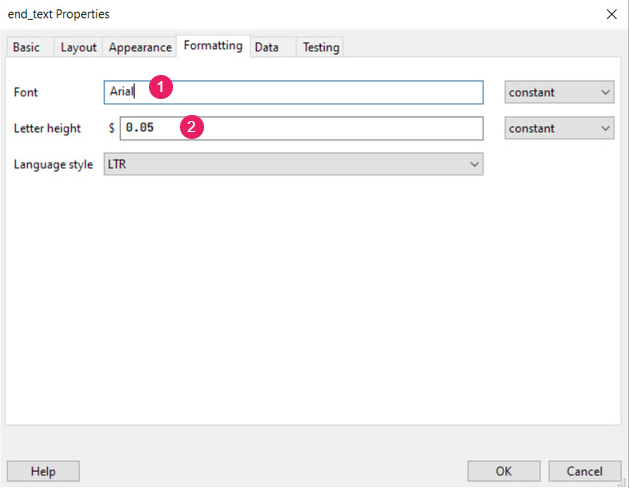 end_text Properties
Basic Layout Appearance Formatting Data Testing
Font Arial 1 constant
Letter height $ 0.05 2 constant
Language style LTR
Help OK Cancel